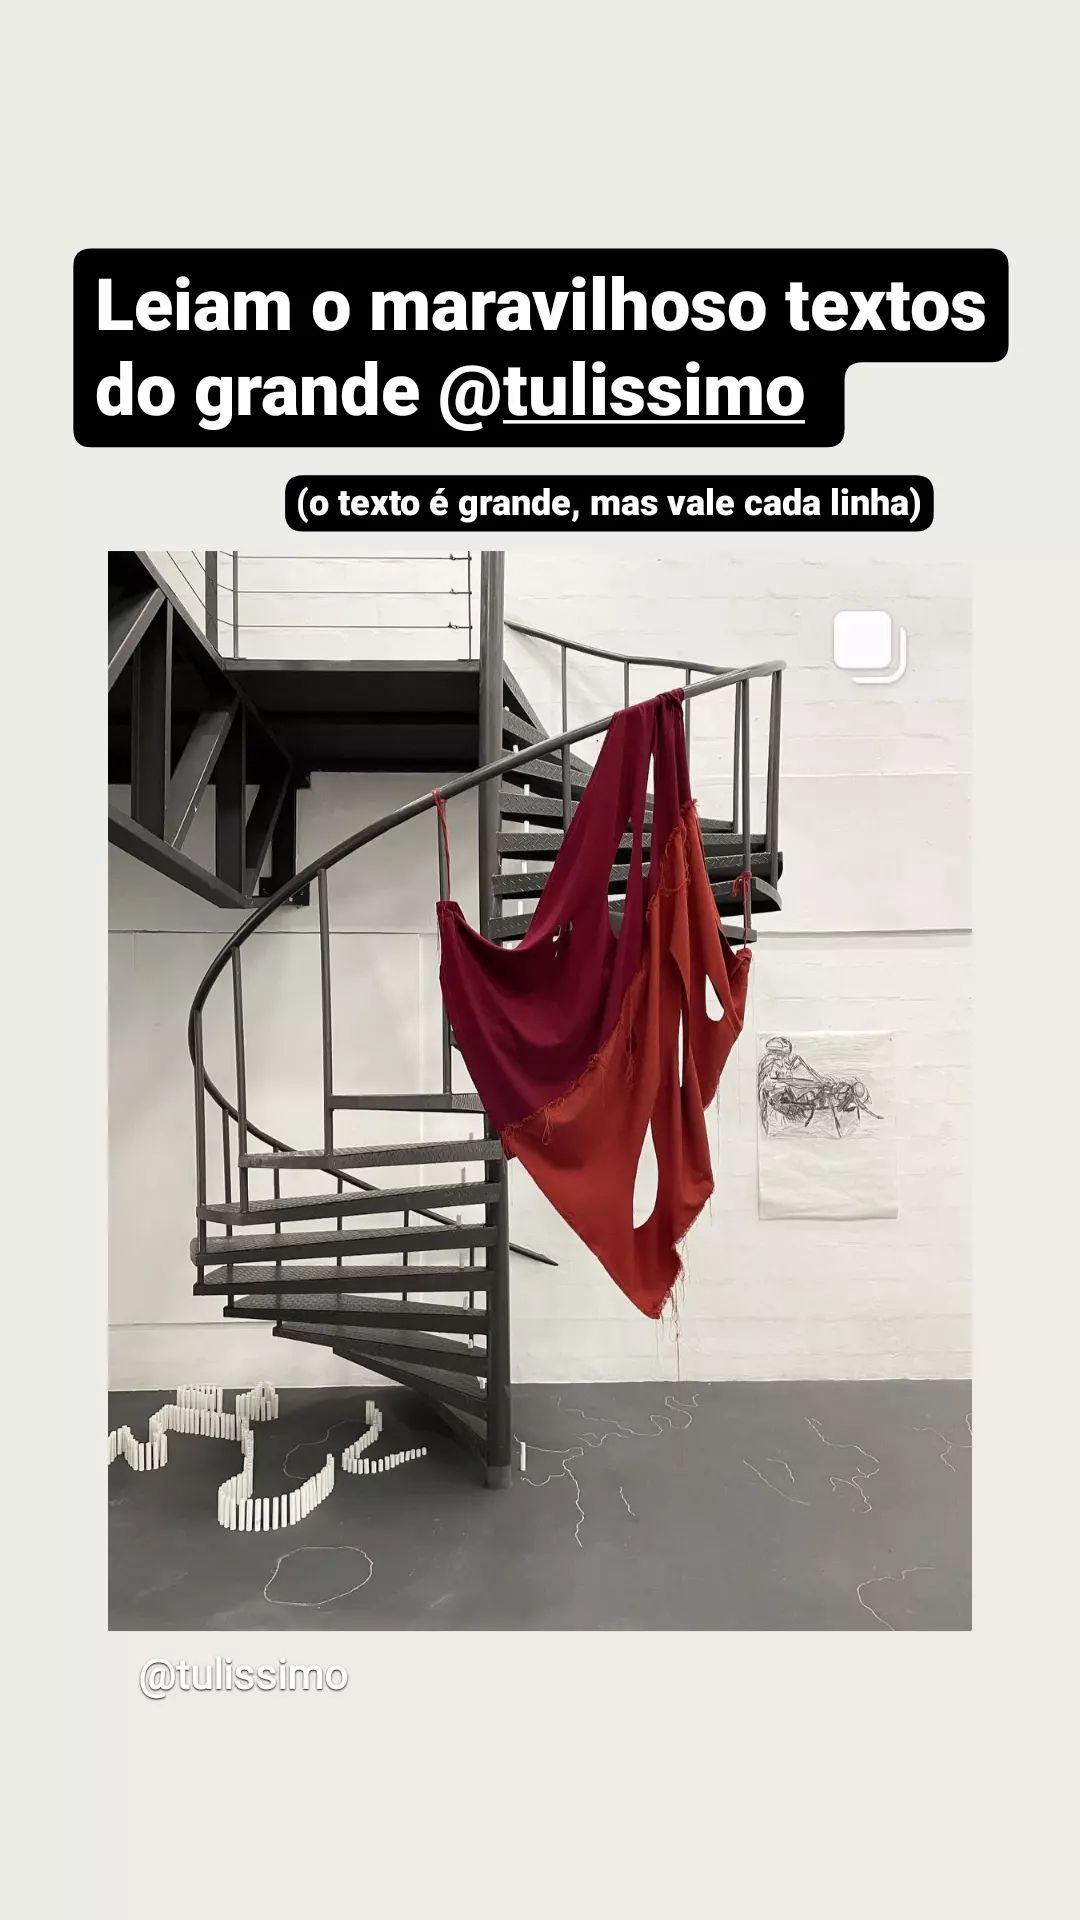 Leiam o maravilhoso textos
do grande @tulissimo
(o texto é grande, mas vale cada linha)
@tulissimo